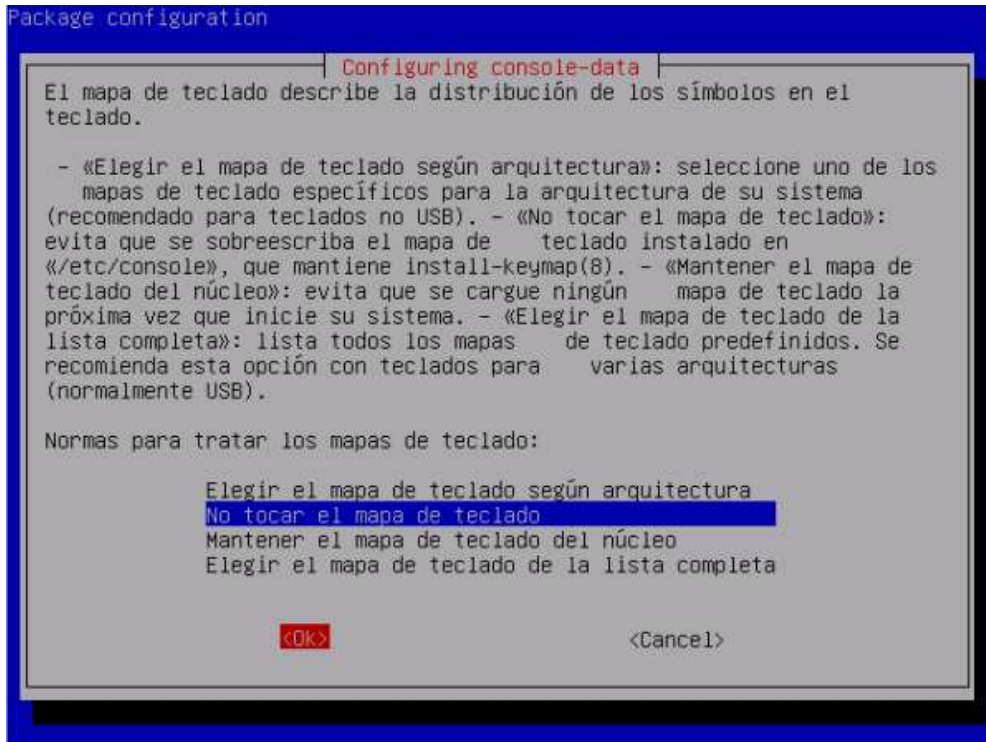 Package configuration
Configuring console-data
El mapa de teclado describe la distribución de los símbolos en el
teclado.
- «Elegir el mapa de teclado según arquitectura»: seleccione uno de los
mapas de teclado específicos para la arquitectura de su sistema
(recomendado para teclados no USB). - «No tocar el mapa de teclado»:
evita que se sobreescriba el mapa de    teclado instalado en
«/etc/console», que mantiene install-keymap(8). - «Mantener el mapa de
teclado del núcleo»: evita que se cargue ningún    mapa de teclado la
próxima vez que inicie su sistema. - «Elegir el mapa de teclado de la
lista completa»: lista todos los mapas    de teclado predefinidos. Se
recomienda esta opción con teclados para    varias arquitecturas
(normalmente USB).
Normas para tratar los mapas de teclado:
Elegir el mapa de teclado según arquitectura
No tocar el mapa de teclado
Mantener el mapa de teclado del núcleo
Elegir el mapa de teclado de la lista completa
<Ok> <Cancel>